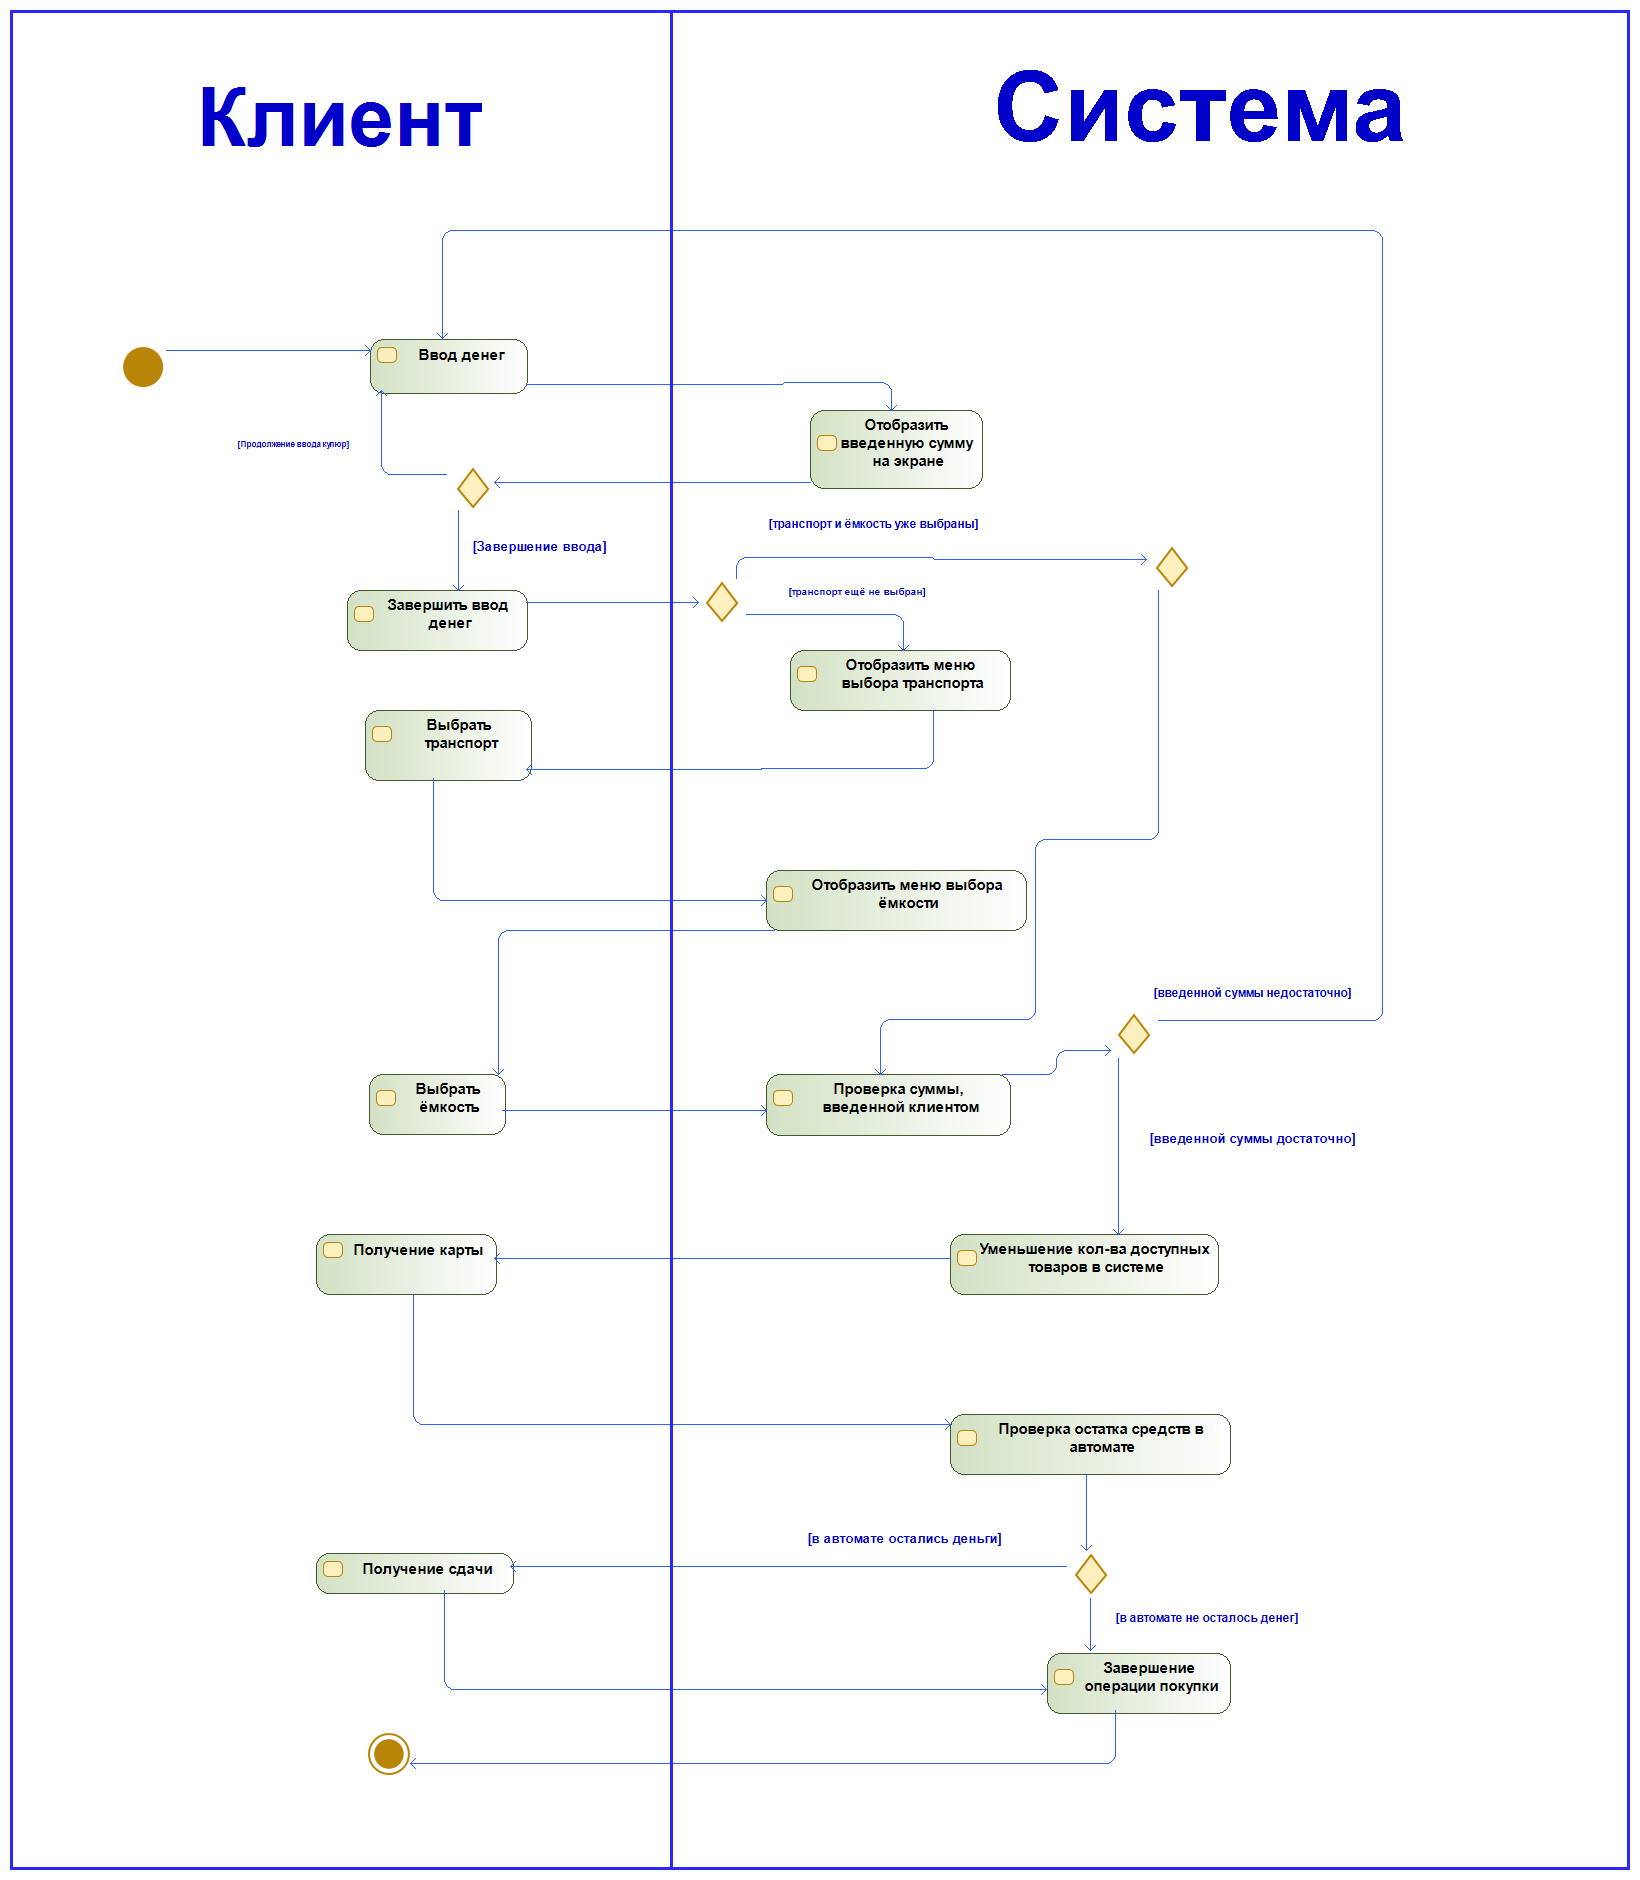 Клиент
Система
Ввод денег
Отобразить
введенную сумму
на экране
[Продолжение ввода купюр]
[транспорт и ёмкость уже выбраны]
[Завершение ввода]
[транспорт ещё не выбран]
Завершить ввод
денег
Отобразить меню
выбора транспорта
Выбрать
транспорт
Отобразить меню выбора
ёмкости
[введенной суммы недостаточно]
Выбрать
ёмкость
Проверка суммы,
введенной клиентом
[введенной суммы достаточно]
Получение карты
Уменьшение кол-ва доступных
товаров в системе
Проверка остатка средств в
автомате
[в автомате остались деньги]
Получение сдачи
[в автомате не осталось денег]
Завершение
операции покупки